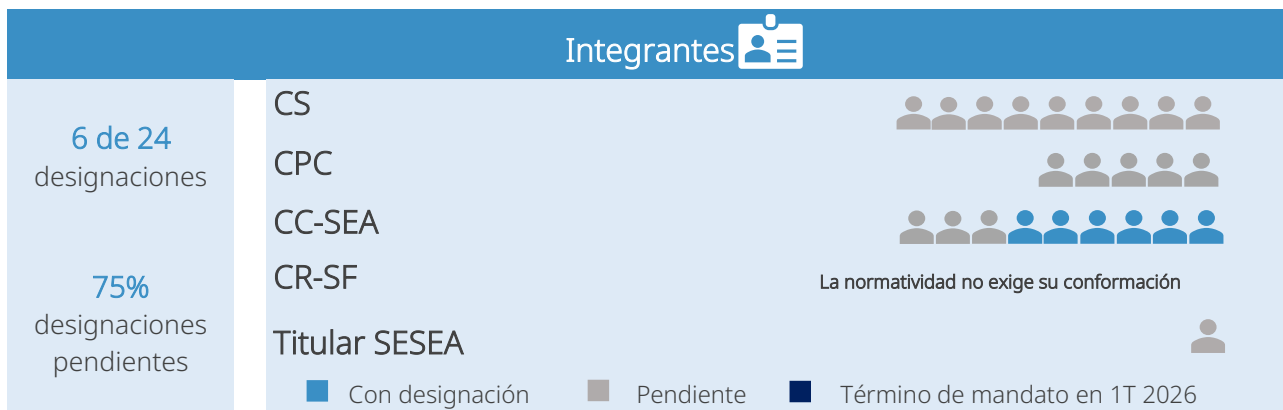 Integrantes
6 de 24
designaciones
75%
designaciones
pendientes
CS
CPC
CC-SEA
CR-SF
La normatividad no exige su conformación
Titular SESEA
Con designación
Pendiente
Término de mandato en 1T 2026